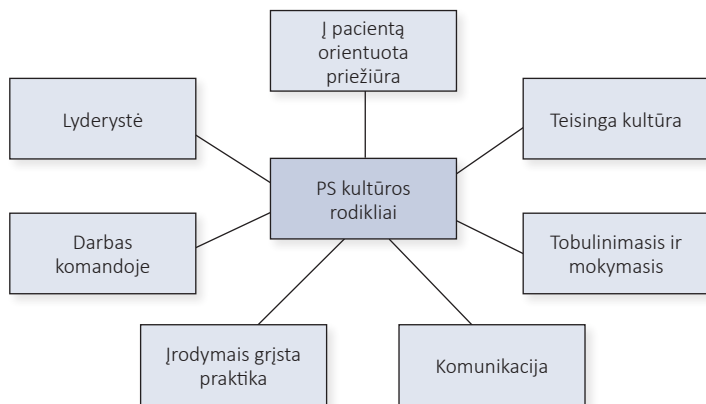 Į pacientą
orientuota
priežiūra
Lyderystė
Teisinga kultūra
PS kultūros
rodikliai
Darbas
komandoje
Tobulinimasis ir
mokymasis
Įrodymais grįsta
praktika
Komunikacija